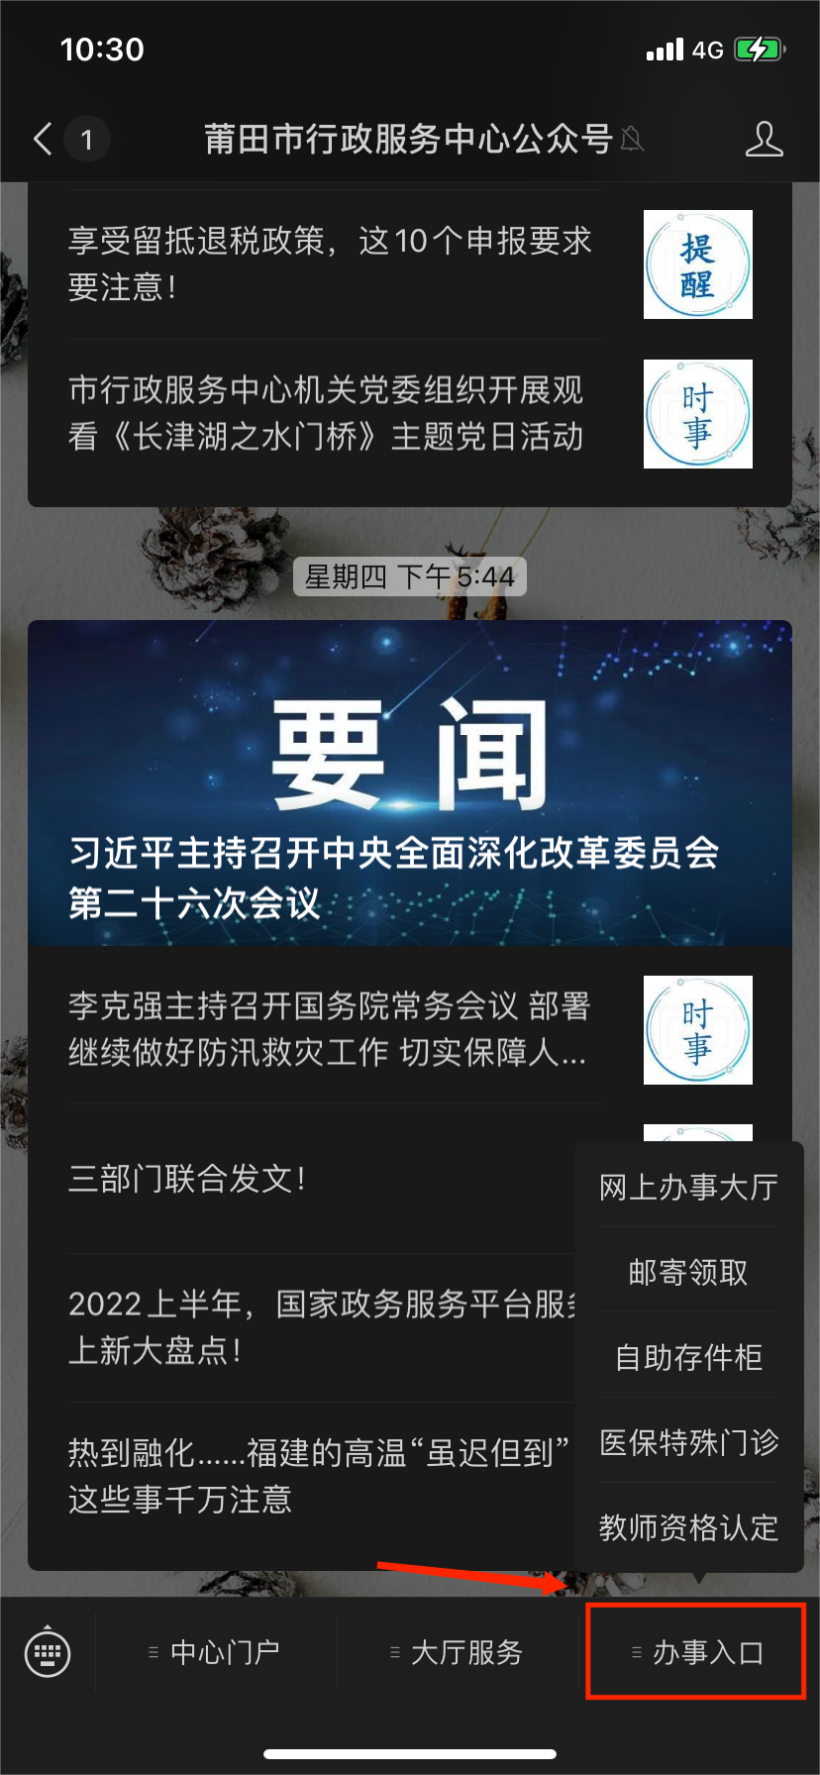 10:30
4G
1
莆田市行政服务中心公众号
享受留抵退税政策，这10个申报要求
要注意！
提
醒
市行政服务中心机关党委组织开展观
看《长津湖之水门桥》主题党日活动
时
事
星期四 下午5:44
要闻
习近平主持召开中央全面深化改革委员会
第二十六次会议
李克强主持召开国务院常务会议 部署
继续做好防汛救灾工作 切实保障人...
时
事
三部门联合发文！
2022上半年，国家政务服务平台服务
上新大盘点！
热到融化……福建的高温“虽迟但到”
这些事千万注意
网上办事大厅
邮寄领取
自助存件柜
医保特殊门诊
教师资格认定
中心门户
大厅服务
办事入口